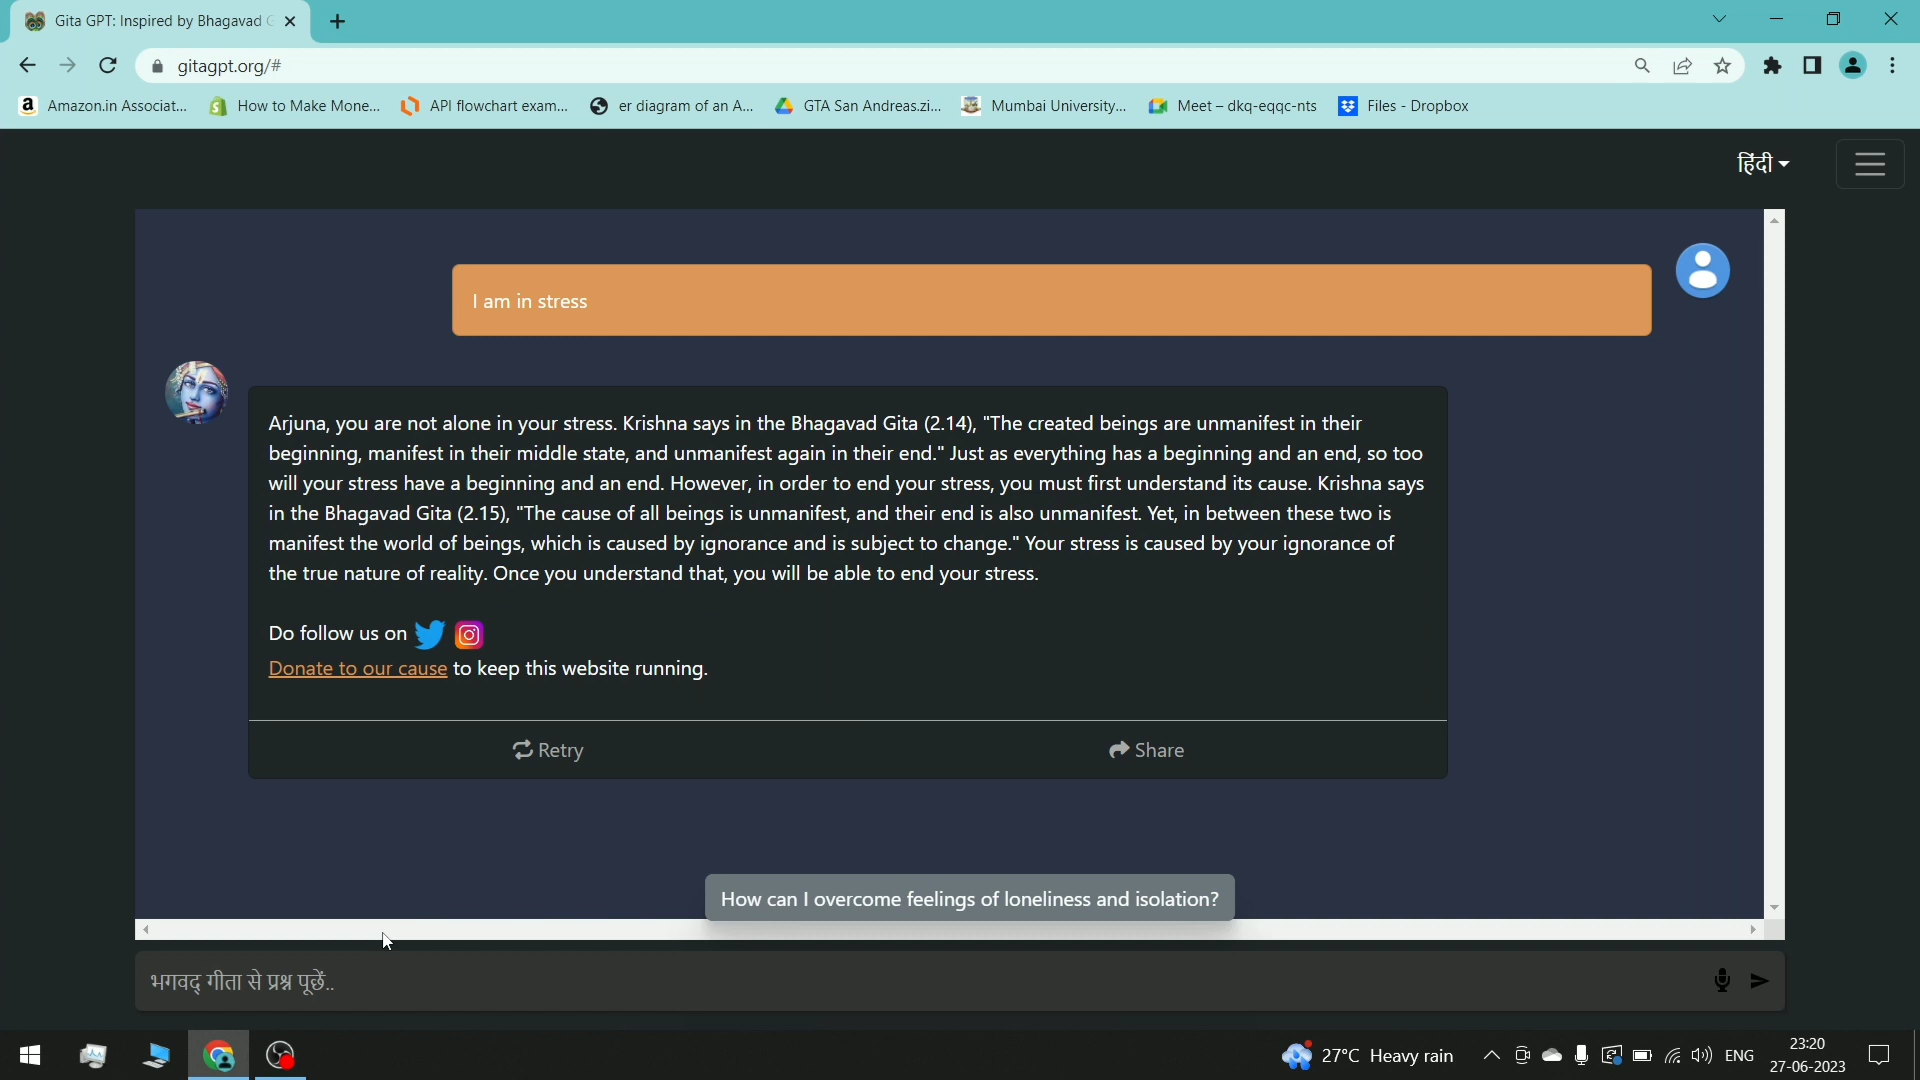 Gita GPT: Inspired by Bhagavad G
gitagpt.org/#
Amazon.in Associat... How to Make Mone... API flowchart exam... er diagram of an A... GTA San Andreas.zi... Mumbai University... Meet – dkq-eqqc-nts Files - Dropbox
हिंदी
I am in stress
Arjuna, you are not alone in your stress. Krishna says in the Bhagavad Gita (2.14), "The created beings are unmanifest in their
beginning, manifest in their middle state, and unmanifest again in their end." Just as everything has a beginning and an end, so too
will your stress have a beginning and an end. However, in order to end your stress, you must first understand its cause. Krishna says
in the Bhagavad Gita (2.15), "The cause of all beings is unmanifest, and their end is also unmanifest. Yet, in between these two is
manifest the world of beings, which is caused by ignorance and is subject to change." Your stress is caused by your ignorance of
the true nature of reality. Once you understand that, you will be able to end your stress.
Do follow us on
Donate to our cause to keep this website running.
Retry Share
How can I overcome feelings of loneliness and isolation?
भगवद् गीता से प्रश्न पूछें..
27°C Heavy rain ENG 23:20
27-06-2023